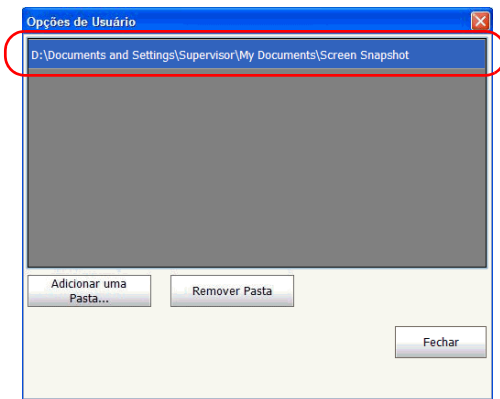 Opções de Usuário
D:\Documents and Settings\Supervisor\My Documents\Screen Snapshot
Adicionar uma
Pasta...
Remover Pasta
Fechar